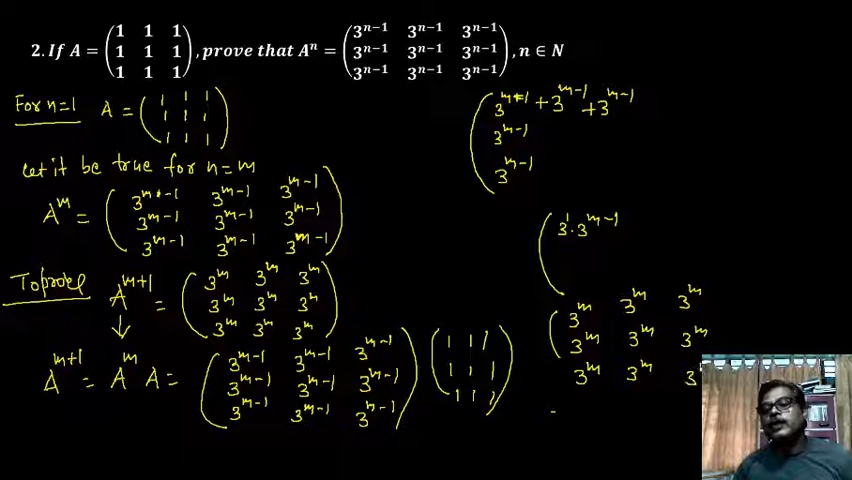 2. If A = (1 1 1
1 1 1
1 1 1), prove that Aⁿ = (3ⁿ⁻¹ 3ⁿ⁻¹ 3ⁿ⁻¹
3ⁿ⁻¹ 3ⁿ⁻¹ 3ⁿ⁻¹
3ⁿ⁻¹ 3ⁿ⁻¹ 3ⁿ⁻¹), n ∈ N
For n=1 A = (1 1 1
1 1 1
1 1 1)
Let it be true for n=m
Aᵐ = (3ᵐ⁻¹ 3ᵐ⁻¹ 3ᵐ⁻¹
3ᵐ⁻¹ 3ᵐ⁻¹ 3ᵐ⁻¹
3ᵐ⁻¹ 3ᵐ⁻¹ 3ᵐ⁻¹)
To prove Aᵐ⁺¹ = (3ᵐ 3ᵐ 3ᵐ
3ᵐ 3ᵐ 3ᵐ
3ᵐ 3ᵐ 3ᵐ)
↓
Aᵐ⁺¹ = Aᵐ A = (3ᵐ⁻¹ 3ᵐ⁻¹ 3ᵐ⁻¹
3ᵐ⁻¹ 3ᵐ⁻¹ 3ᵐ⁻¹
3ᵐ⁻¹ 3ᵐ⁻¹ 3ᵐ⁻¹) (1 1 1
1 1 1
1 1 1)
(3ᵐ⁻¹ + 3ᵐ⁻¹ + 3ᵐ⁻¹
3ᵐ⁻¹
3ᵐ⁻¹
(3¹·3ᵐ⁻¹
(3ᵐ 3ᵐ 3ᵐ
3ᵐ 3ᵐ 3ᵐ
3ᵐ 3ᵐ 3